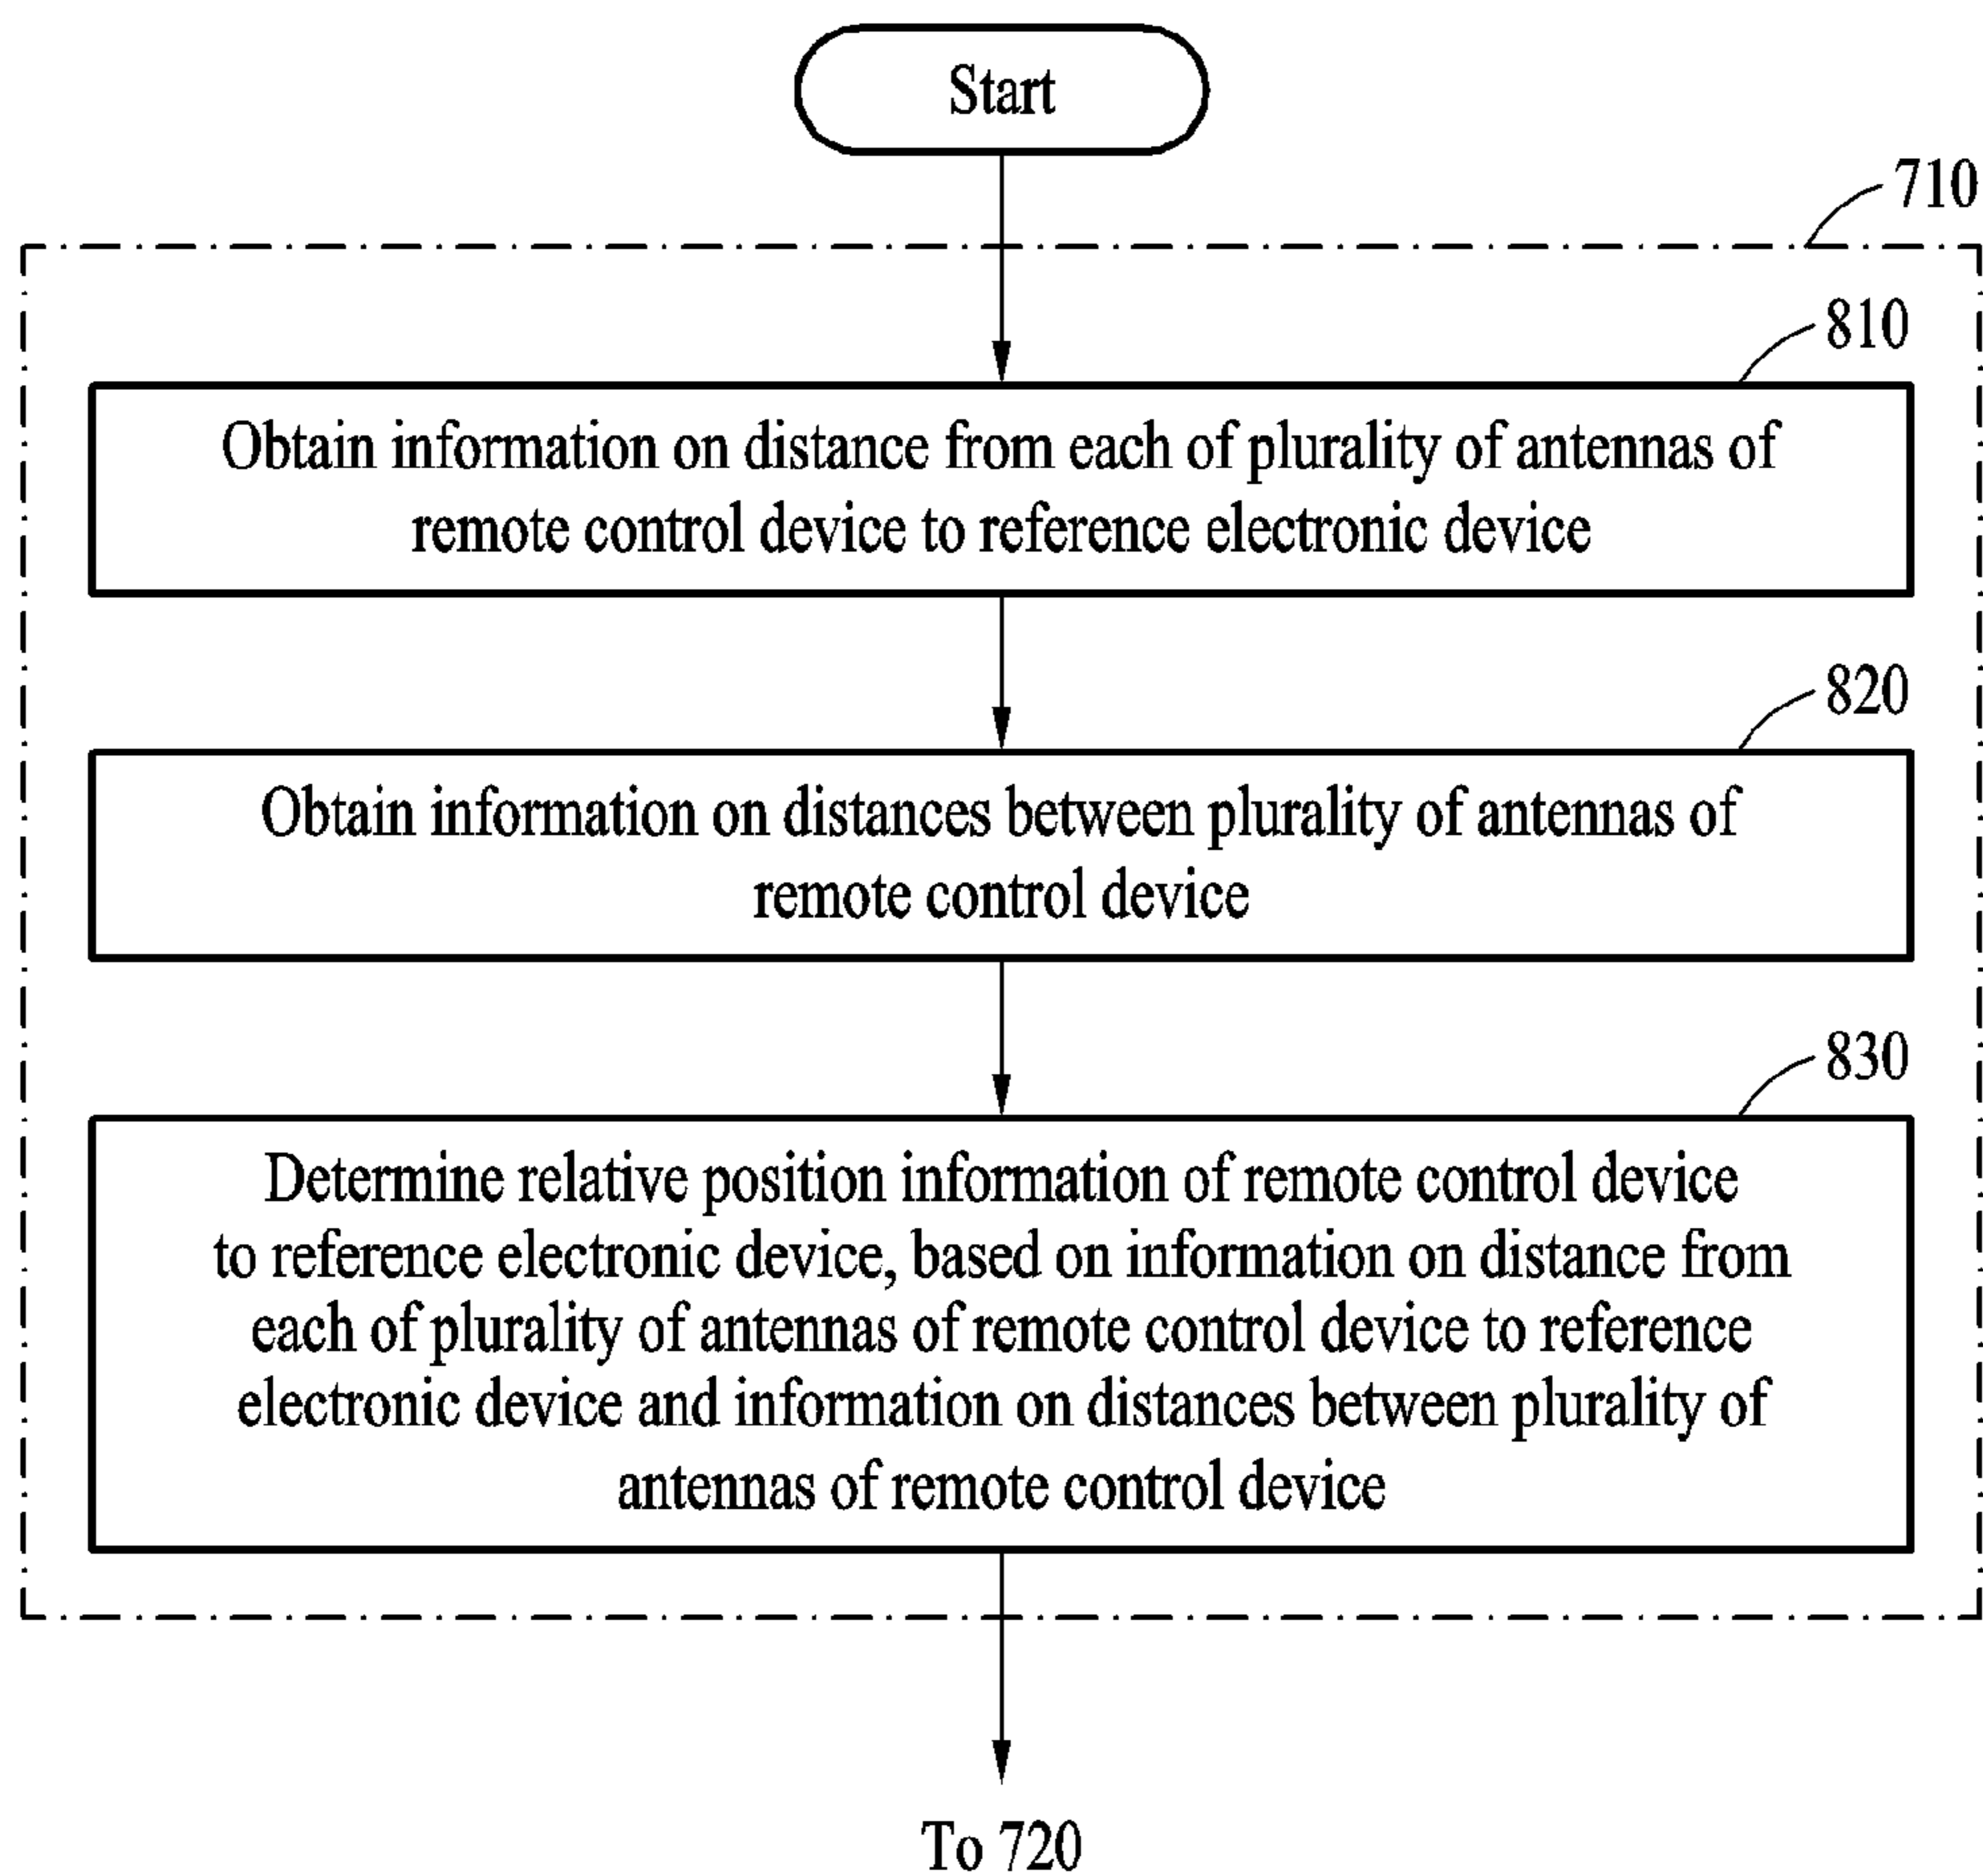 Start
710
810
Obtain information on distance from each of plurality of antennas of
remote control device to reference electronic device
820
Obtain information on distances between plurality of antennas of
remote control device
830
Determine relative position information of remote control device
to reference electronic device, based on information on distance from
each of plurality of antennas of remote control device to reference
electronic device and information on distances between plurality of
antennas of remote control device
To 720